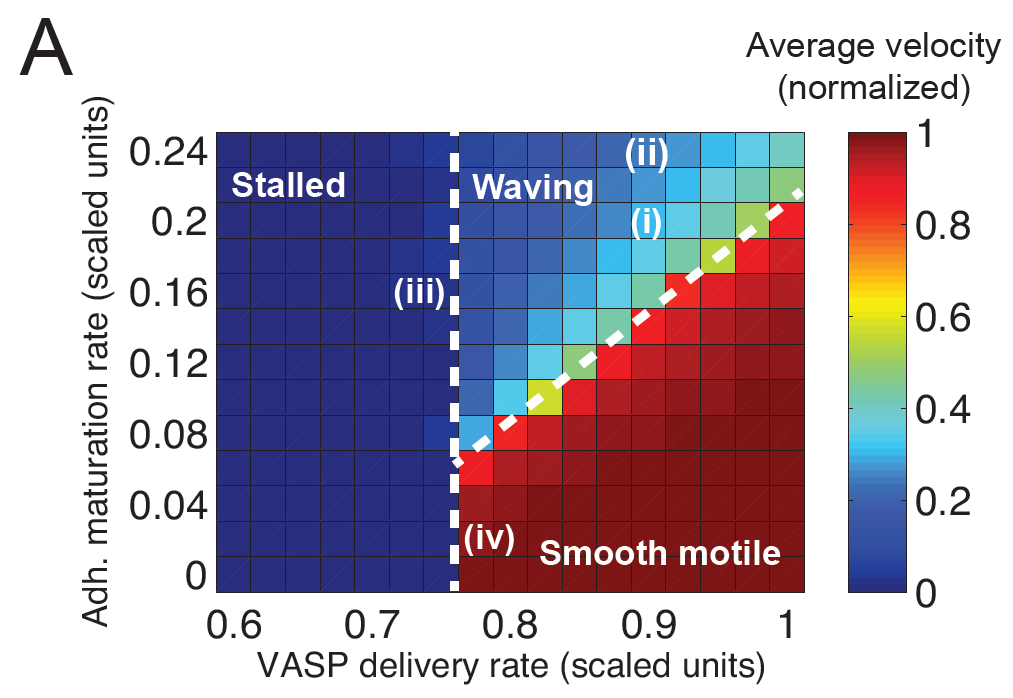 A
Average velocity
(normalized)
Adh. maturation rate (scaled units)
0.24
0.2
0.16
0.12
0.08
0.04
0
Stalled
Waving
(ii)
(i)
(iii)
(iv)
Smooth motile
1
0.8
0.6
0.4
0.2
0
0.6
0.7
0.8
0.9
1
VASP delivery rate (scaled units)